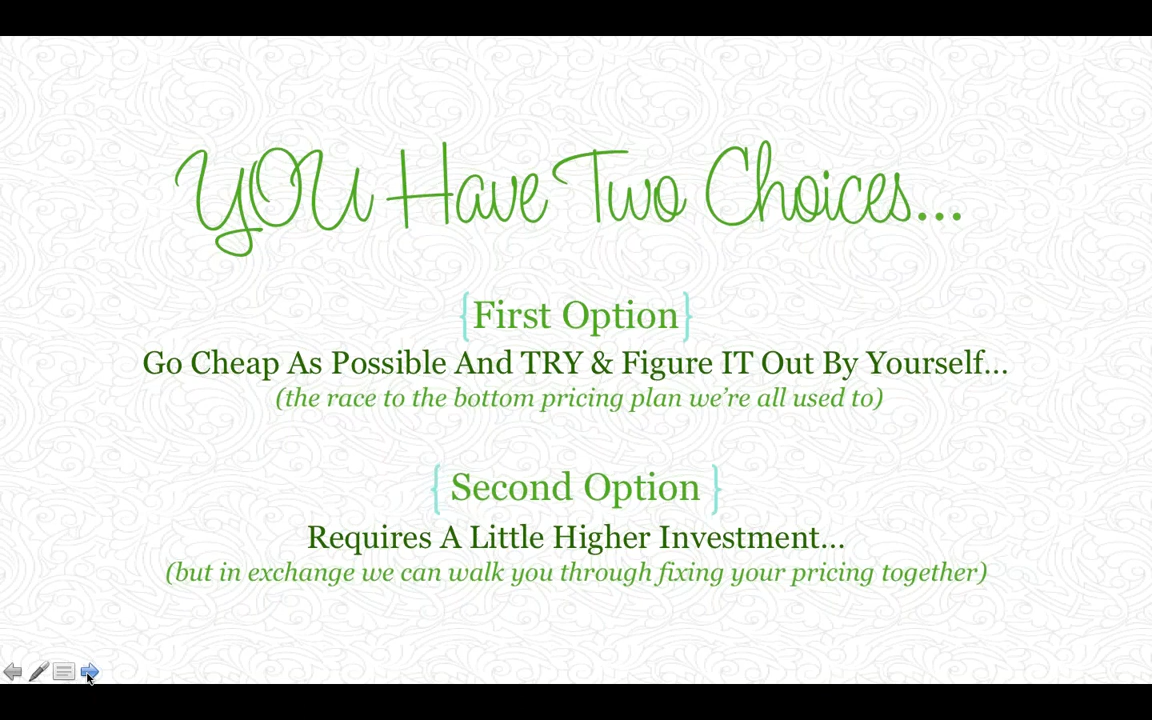 YOU Have Two Choices...
{First Option}
Go Cheap As Possible And TRY & Figure IT Out By Yourself...
(the race to the bottom pricing plan we’re all used to)
{ Second Option }
Requires A Little Higher Investment...
(but in exchange we can walk you through fixing your pricing together)